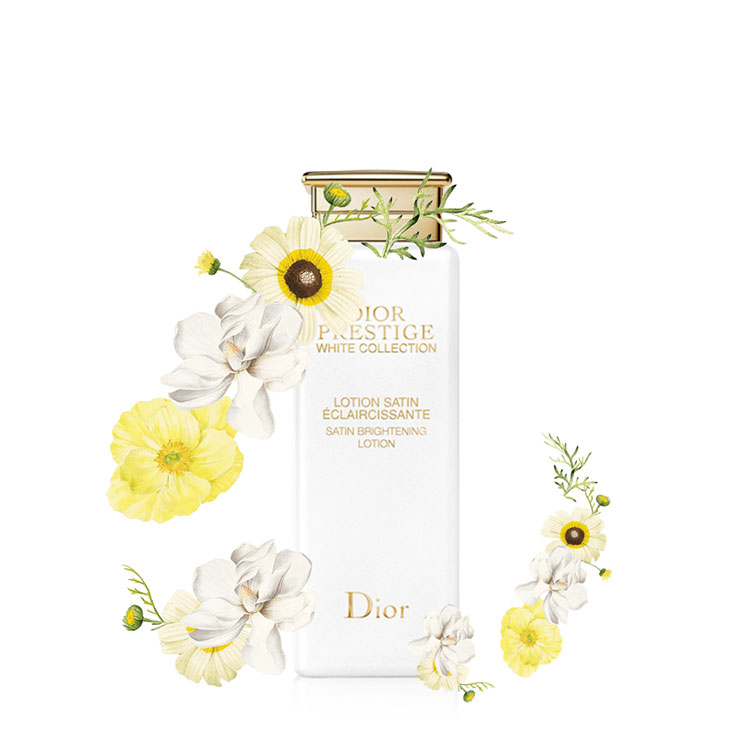 DIOR
PRESTIGE
WHITE COLLECTION
LOTION SATIN
ÉCLAIRCISSANTE
SATIN BRIGHTENING
LOTION
Dior